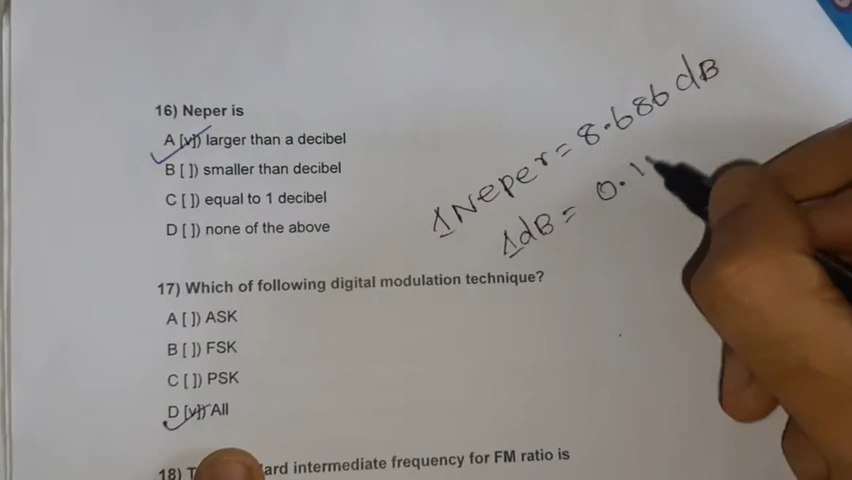 16) Neper is
A [v]) larger than a decibel
B [ ]) smaller than decibel
C [ ]) equal to 1 decibel
D [ ]) none of the above
1 Neper = 8.686 dB
1 dB = 0.1
17) Which of following digital modulation technique?
A [ ]) ASK
B [ ]) FSK
C [ ]) PSK
D [v]) All
18) T ard intermediate frequency for FM ratio is